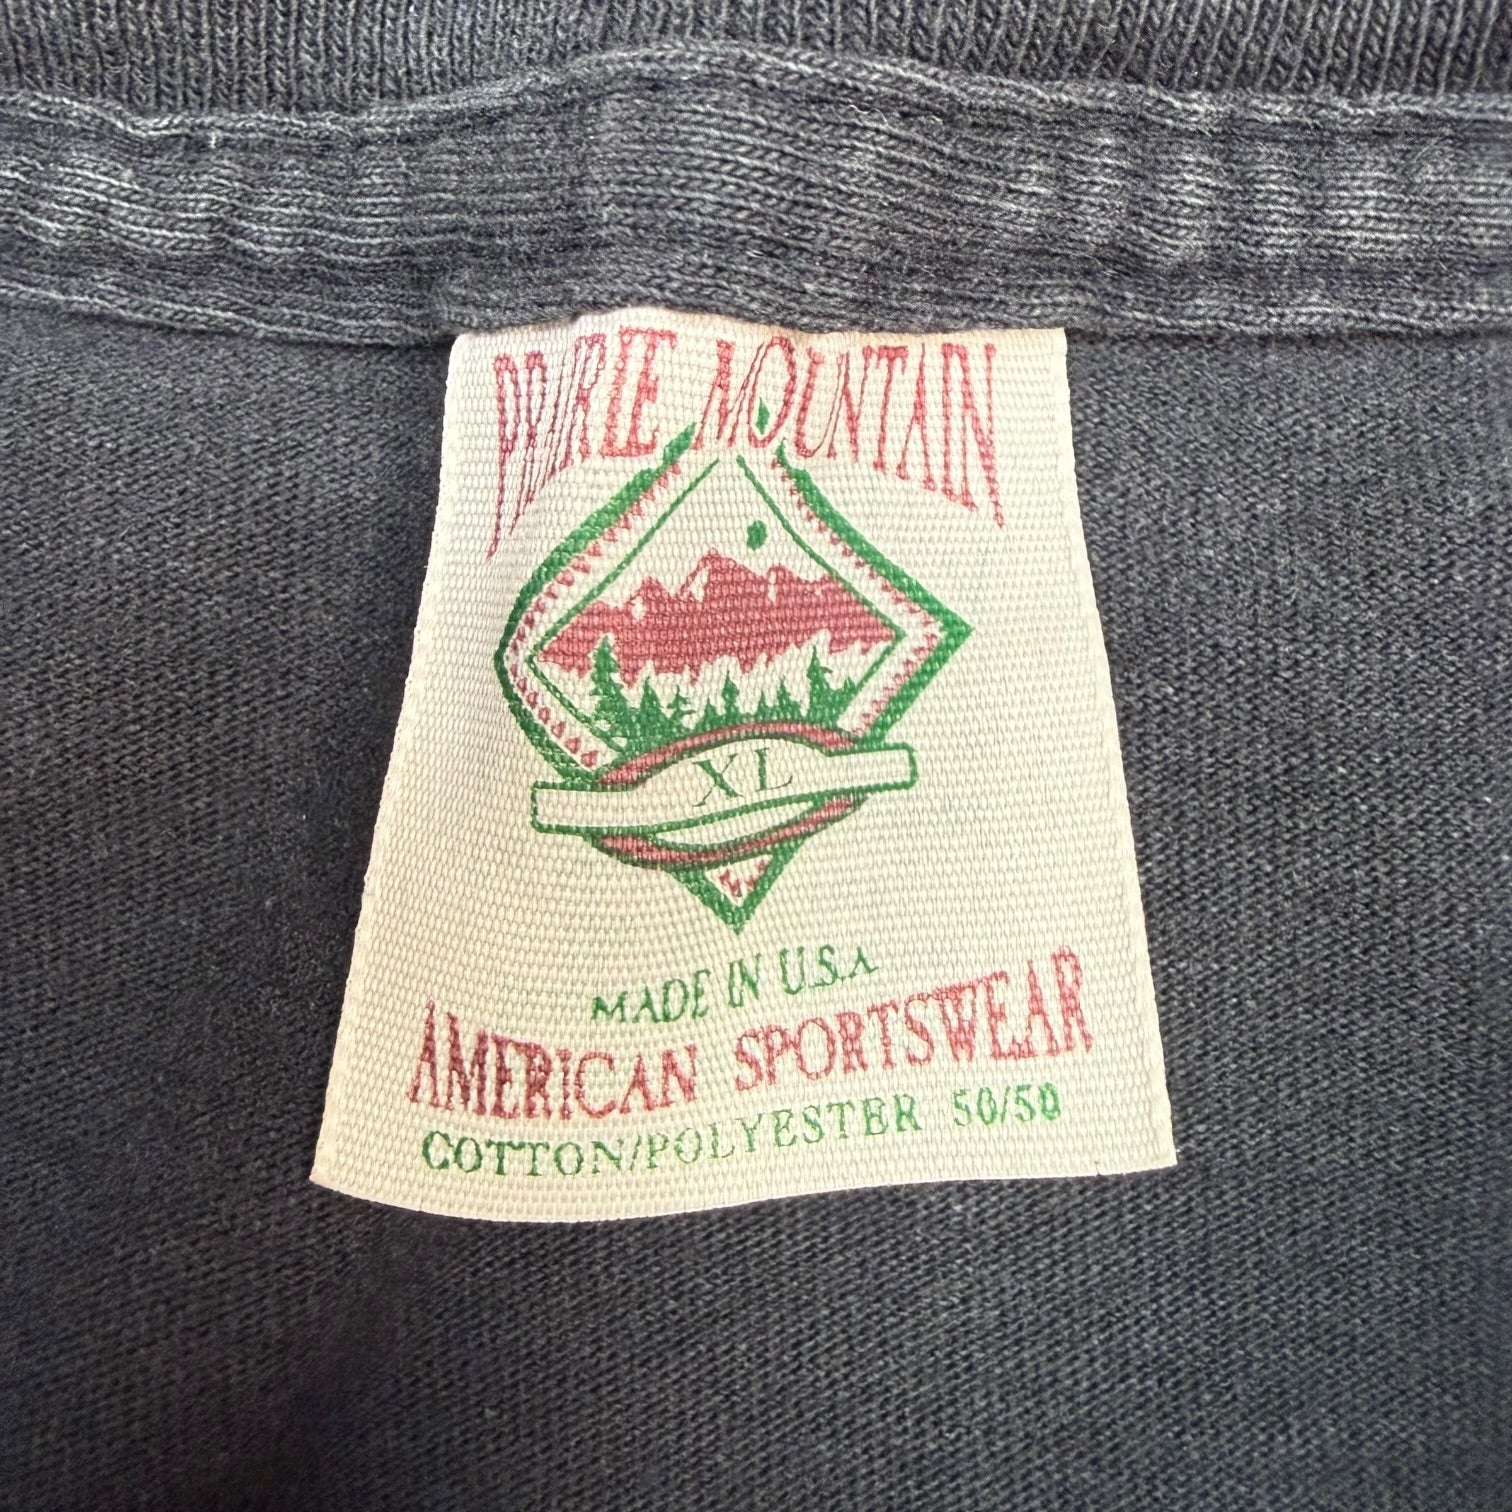 PRAIRIE MOUNTAIN
XL
MADE IN U.S.A
AMERICAN SPORTSWEAR
COTTON/POLYESTER 50/50